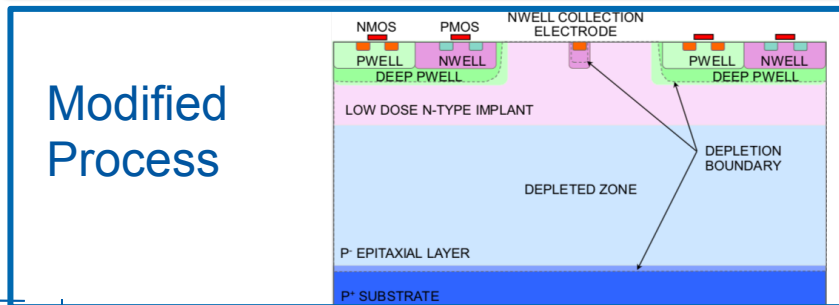 Modified
Process
NMOS
PMOS
NWELL COLLECTION
ELECTRODE
PWELL
NWELL
DEEP PWELL
PWELL
NWELL
DEEP PWELL
LOW DOSE N-TYPE IMPLANT
DEPLETION
BOUNDARY
DEPLETED ZONE
P⁻ EPITAXIAL LAYER
P⁺ SUBSTRATE